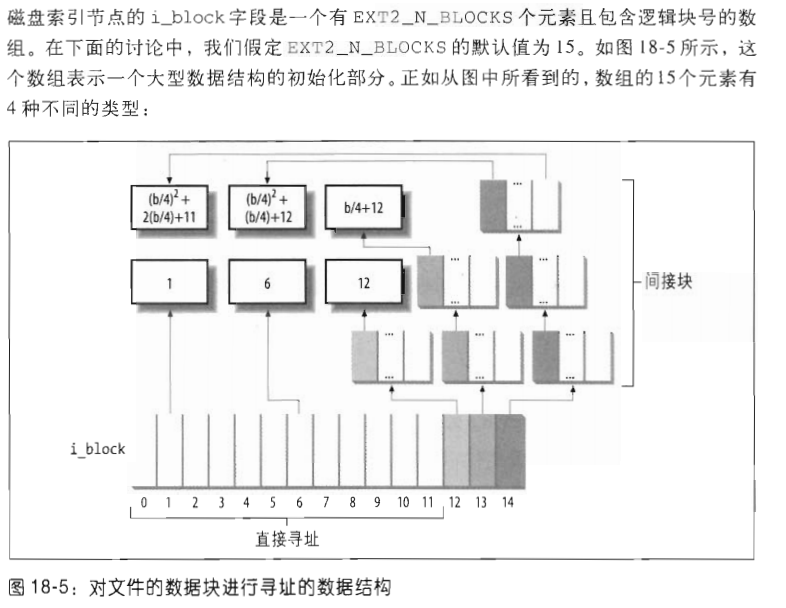 磁盘索引节点的 i_block 字段是一个有 EXT2_N_BLOCKS 个元素且包含逻辑块号的数
组。在下面的讨论中，我们假定 EXT2_N_BLOCKS 的默认值为 15。如图 18-5 所示，这
个数组表示一个大型数据结构的初始化部分。正如从图中所看到的，数组的15个元素有
4 种不同的类型：
(b/4)² +
2(b/4)+11
(b/4)² +
(b/4)+12
b/4+12
...
...
1
6
12
...
...
...
...
间接块
...
...
...
...
...
...
i_block
0 1 2 3 4 5 6 7 8 9 10 11 12 13 14
直接寻址
图 18-5：对文件的数据块进行寻址的数据结构